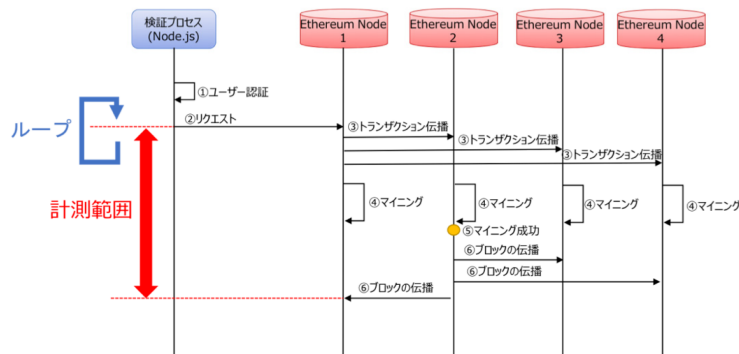 検証プロセス
(Node.js)
Ethereum Node
1
Ethereum Node
2
Ethereum Node
3
Ethereum Node
4
①ユーザー認証
ループ
②リクエスト
③トランザクション伝播
③トランザクション伝播
③トランザクション伝播
計測範囲
④マイニング
④マイニング
④マイニング
④マイニング
⑤マイニング成功
⑥ブロックの伝播
⑥ブロックの伝播
⑥ブロックの伝播